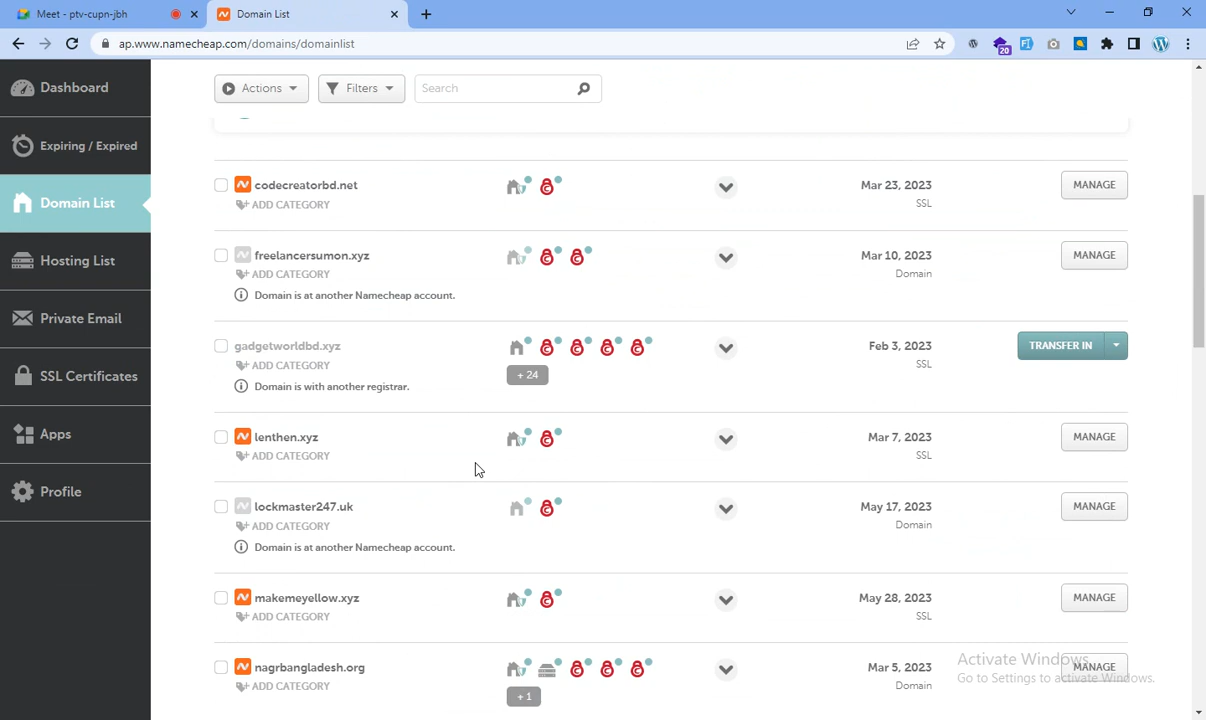 Meet - ptv-cupn-jbh
Domain List
ap.www.namecheap.com/domains/domainlist
20
Dashboard
Expiring / Expired
Domain List
Hosting List
Private Email
SSL Certificates
Apps
Profile
Actions
Filters
Search
codecreatorbd.net
ADD CATEGORY
Mar 23, 2023
SSL
MANAGE
freelancersumon.xyz
ADD CATEGORY
Domain is at another Namecheap account.
Mar 10, 2023
Domain
MANAGE
gadgetworldbd.xyz
ADD CATEGORY
Domain is with another registrar.
+ 24
Feb 3, 2023
SSL
TRANSFER IN
lenthen.xyz
ADD CATEGORY
Mar 7, 2023
SSL
MANAGE
lockmaster247.uk
ADD CATEGORY
Domain is at another Namecheap account.
May 17, 2023
Domain
MANAGE
makemeyellow.xyz
ADD CATEGORY
May 28, 2023
SSL
MANAGE
nagrbangladesh.org
ADD CATEGORY
+ 1
Mar 5, 2023
Domain
MANAGE
Activate Windows
Go to Settings to activate Windows.